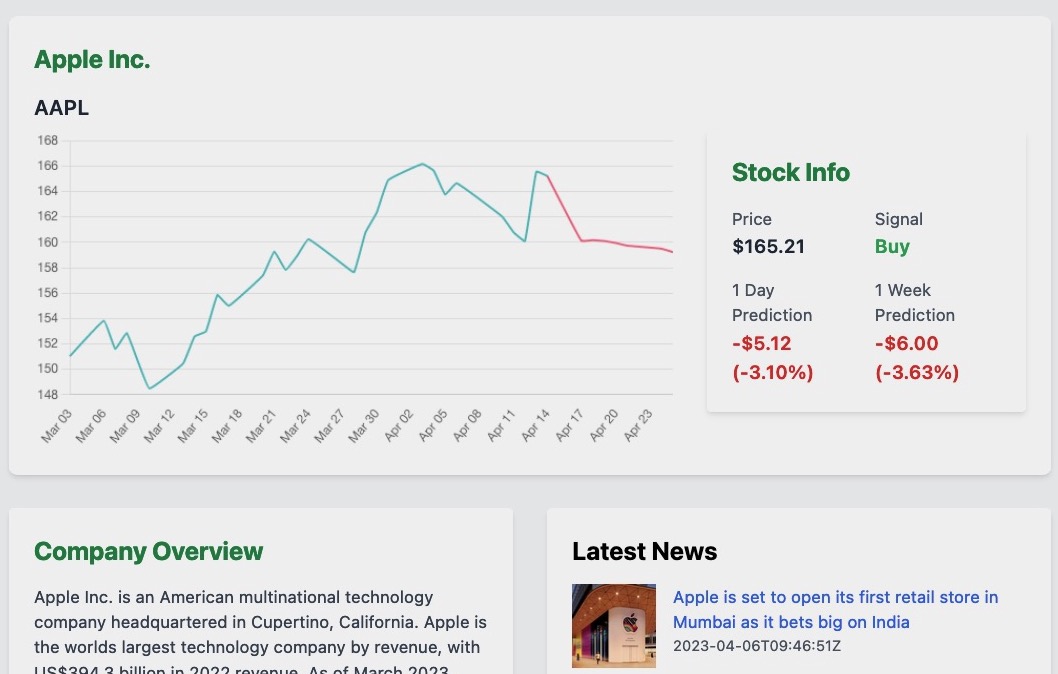 Apple Inc.
AAPL
168
166
164
162
160
158
156
154
152
150
148
Mar 03
Mar 06
Mar 09
Mar 12
Mar 15
Mar 18
Mar 21
Mar 24
Mar 27
Mar 30
Apr 02
Apr 05
Apr 08
Apr 11
Apr 14
Apr 17
Apr 20
Apr 23
Stock Info
Price
$165.21
Signal
Buy
1 Day
Prediction
-$5.12
(-3.10%)
1 Week
Prediction
-$6.00
(-3.63%)
Company Overview
Apple Inc. is an American multinational technology
company headquartered in Cupertino, California. Apple is
the worlds largest technology company by revenue, with
US$394.3 billion in 2022 revenue. As of March 2023,
Latest News
Apple is set to open its first retail store in
Mumbai as it bets big on India
2023-04-06T09:46:51Z